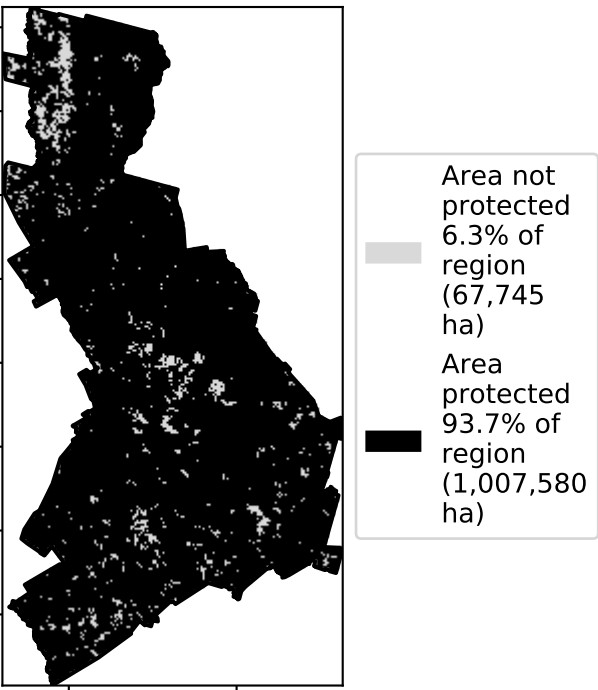 Area not
protected
6.3% of
region
(67,745
ha)
Area
protected
93.7% of
region
(1,007,580
ha)